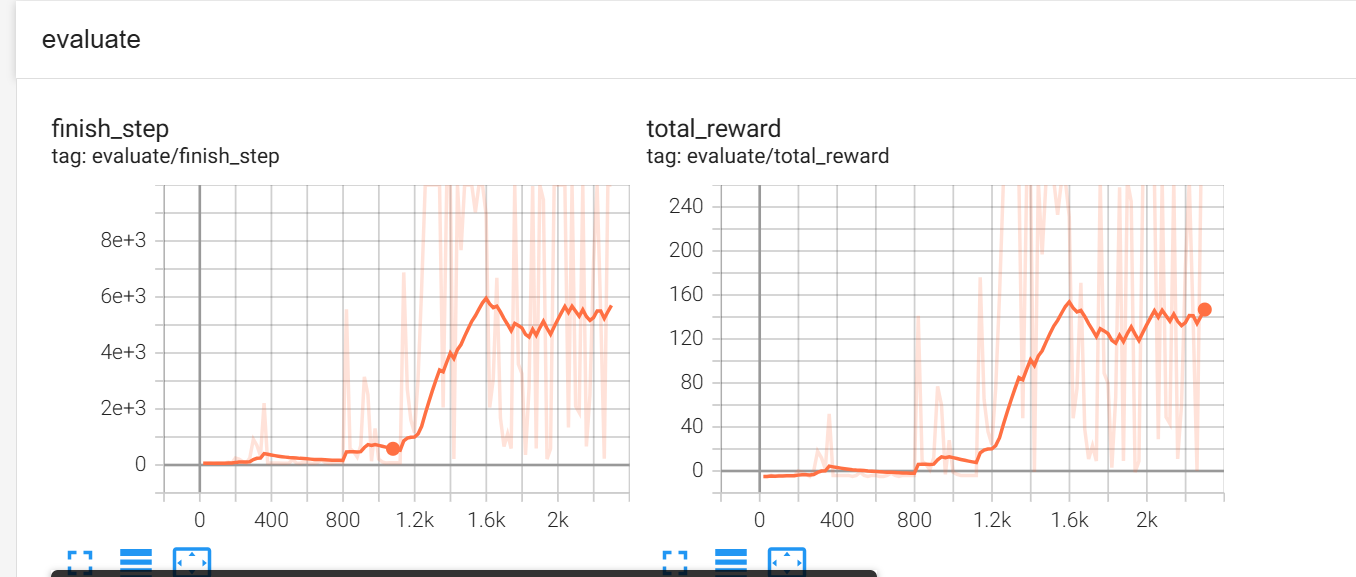 evaluate
finish_step
tag: evaluate/finish_step
8e+3
6e+3
4e+3
2e+3
0
0 400 800 1.2k 1.6k 2k
total_reward
tag: evaluate/total_reward
240
200
160
120
80
40
0
0 400 800 1.2k 1.6k 2k